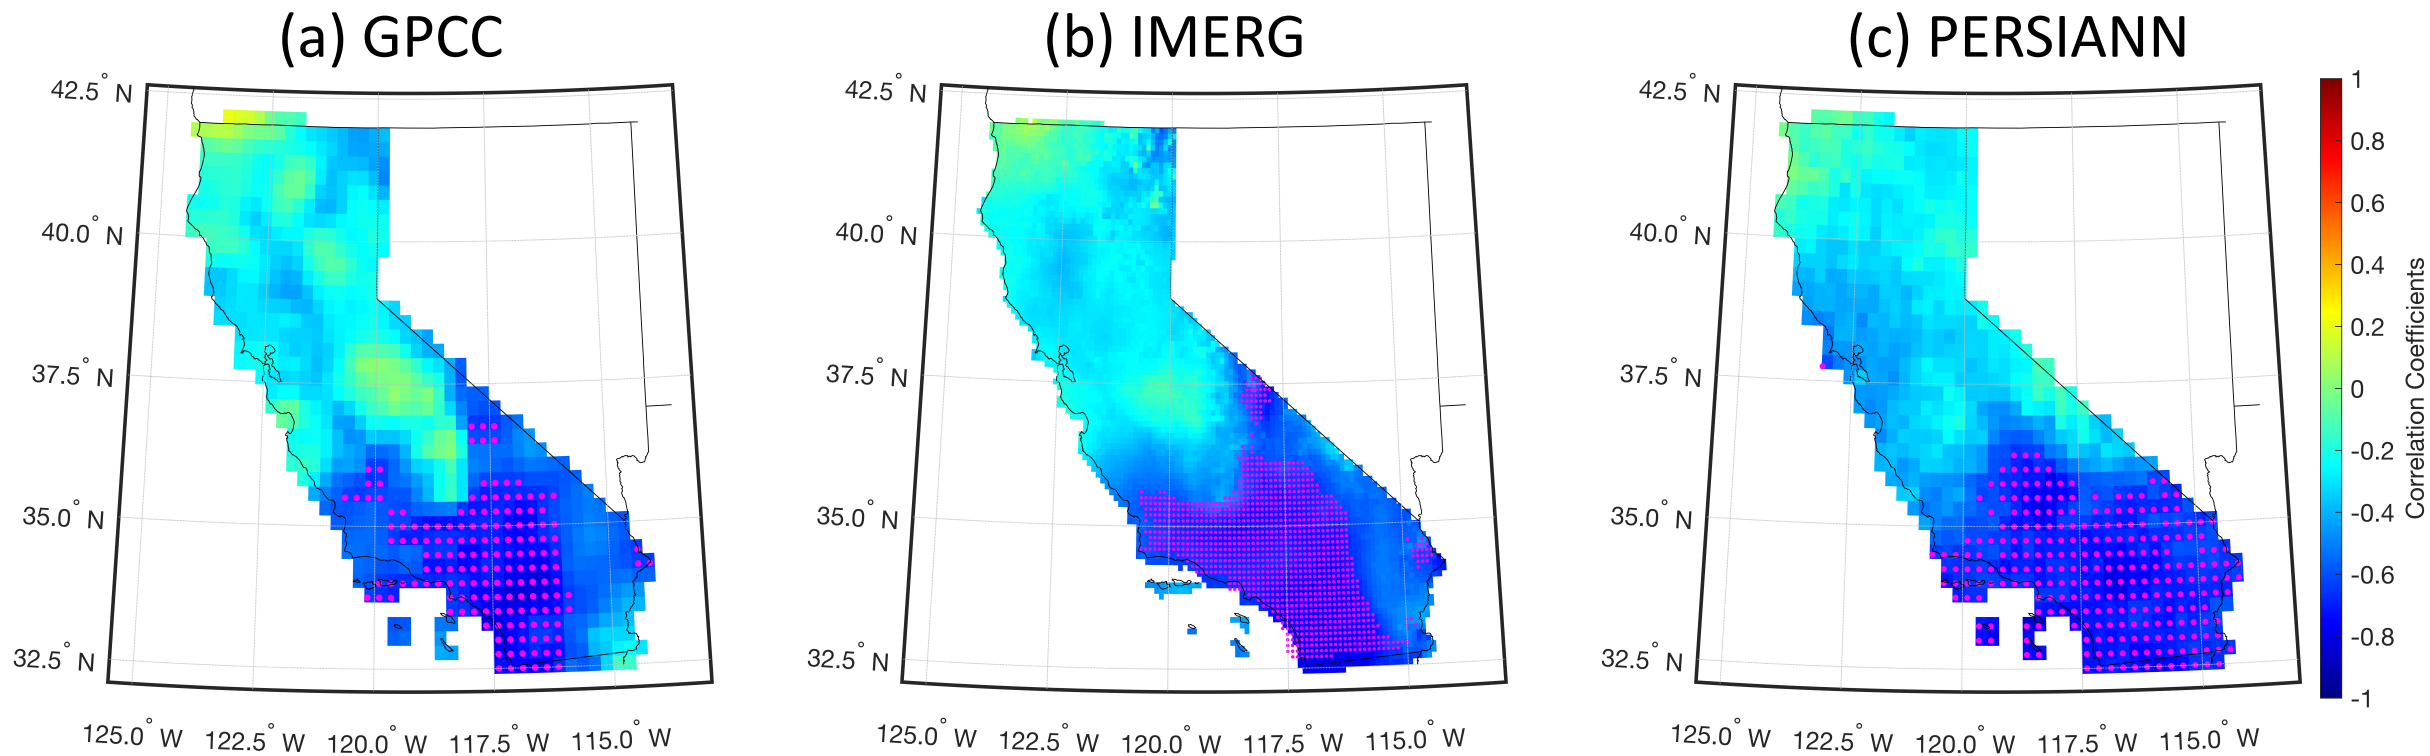 (a) GPCC
(b) IMERG
(c) PERSIANN
42.5° N
40.0° N
37.5° N
35.0° N
32.5° N
125.0° W 122.5° W 120.0° W 117.5° W 115.0° W
42.5° N
40.0° N
37.5° N
35.0° N
32.5° N
125.0° W 122.5° W 120.0° W 117.5° W 115.0° W
42.5° N
40.0° N
37.5° N
35.0° N
32.5° N
125.0° W 122.5° W 120.0° W 117.5° W 115.0° W
1
0.8
0.6
0.4
0.2
0
-0.2
-0.4
-0.6
-0.8
-1
Correlation Coefficients